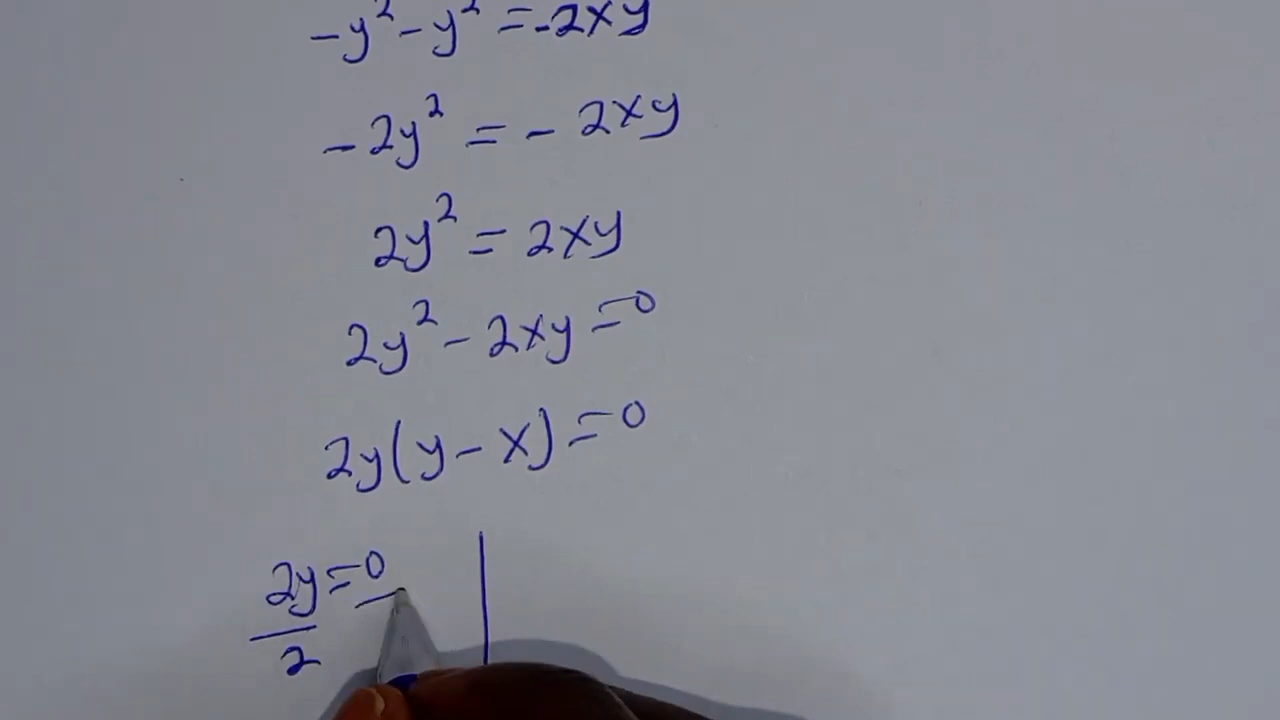 -y² - y² = -2xy
-2y² = - 2xy
2y² = 2xy
2y² - 2xy = 0
2y(y - x) = 0
2y = 0
2